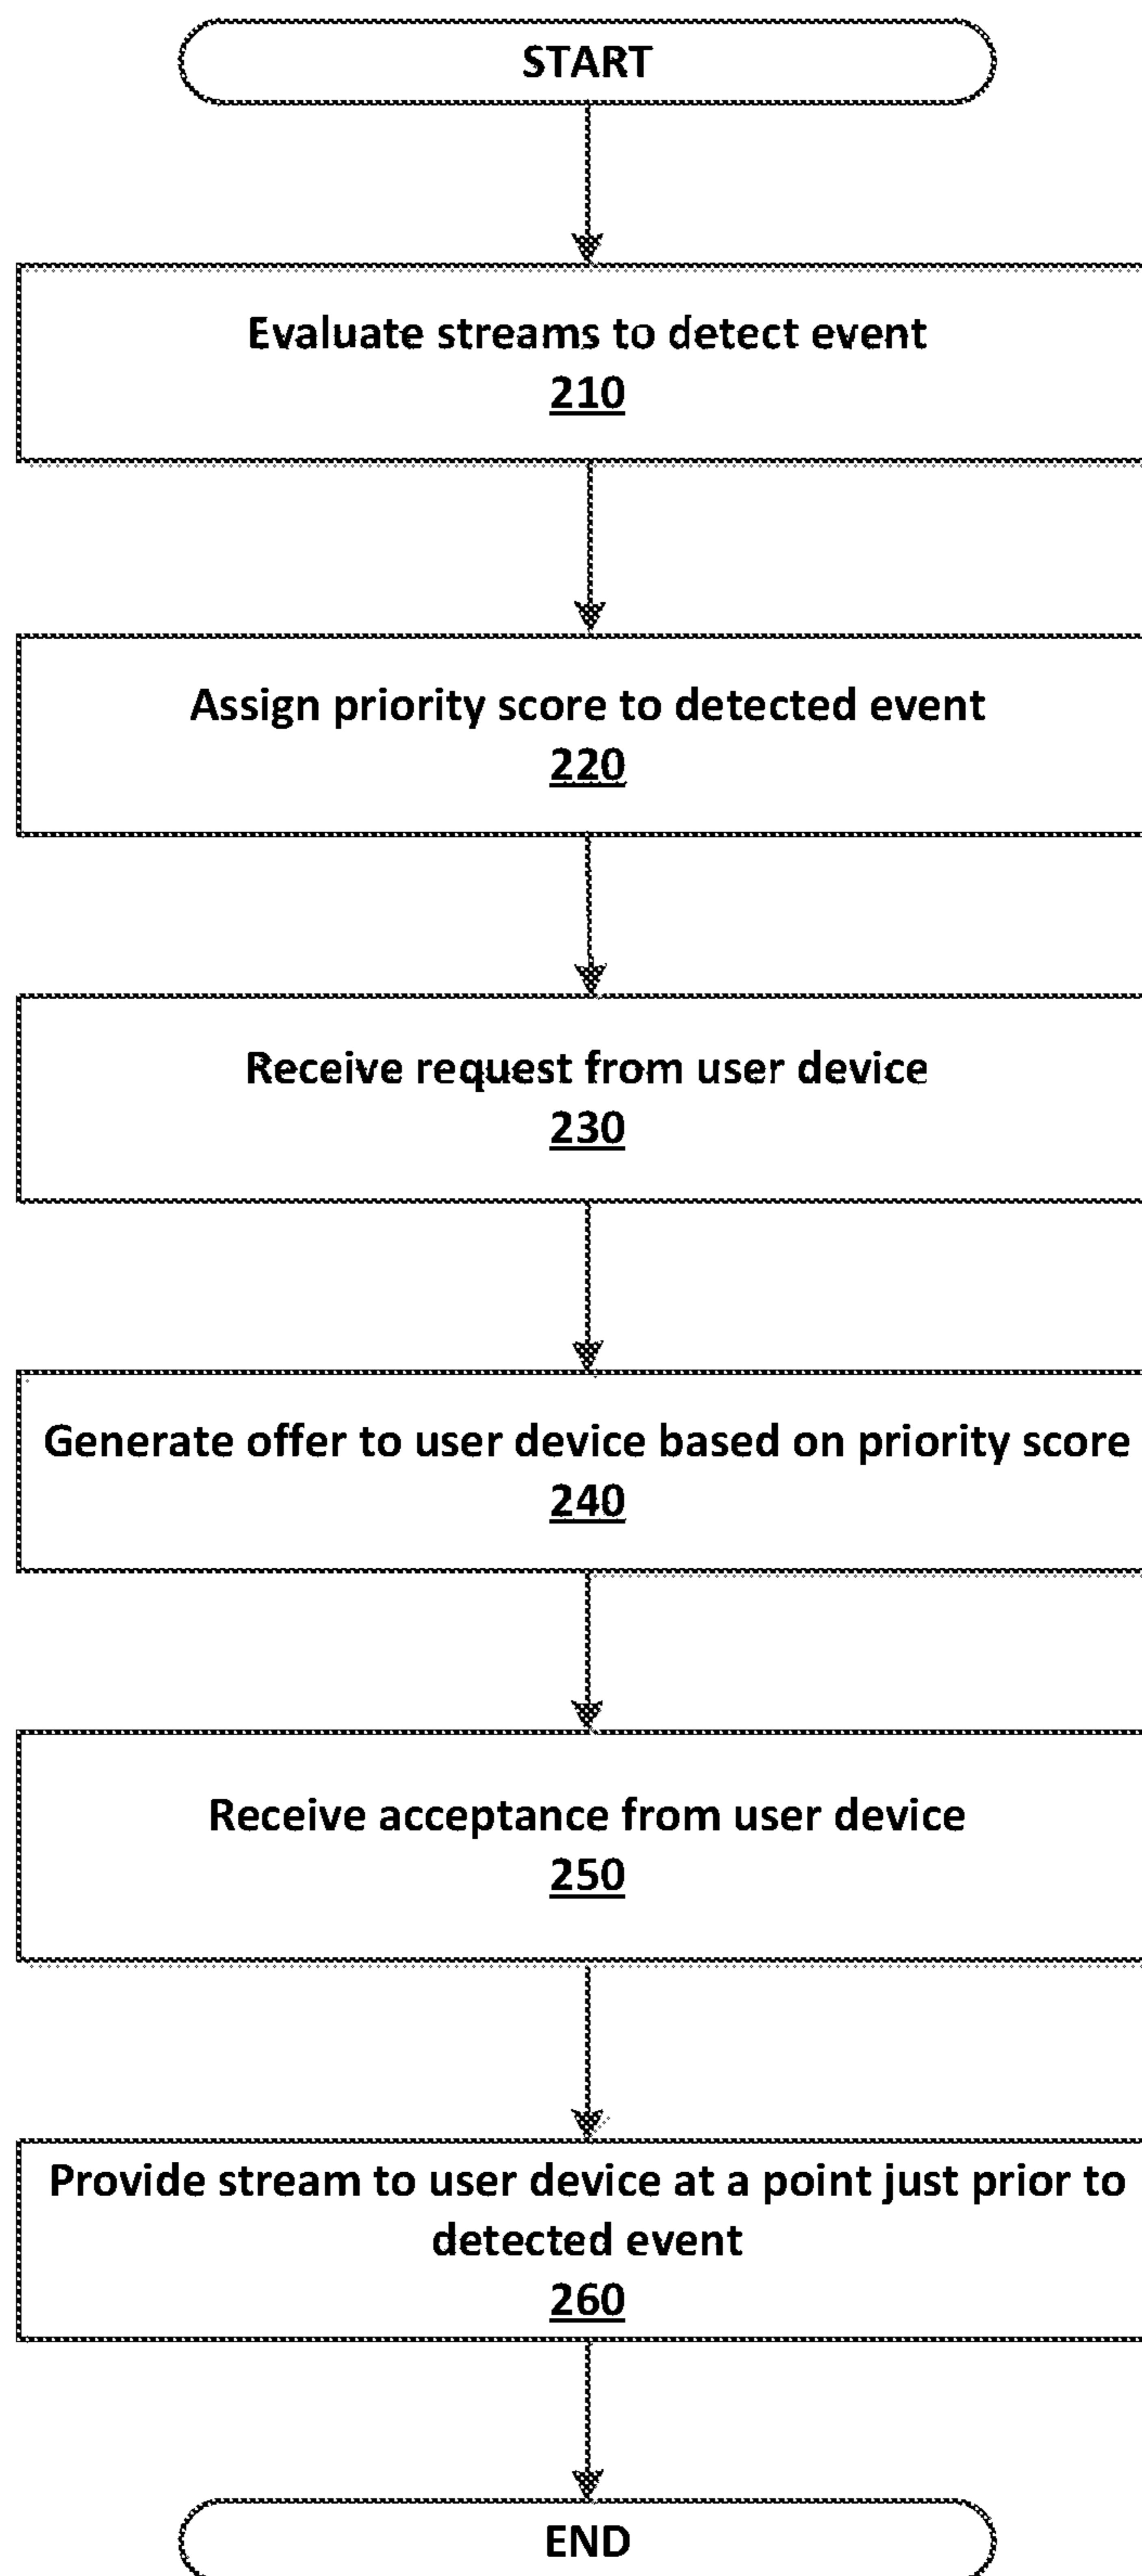 START
Evaluate streams to detect event
210
Assign priority score to detected event
220
Receive request from user device
230
Generate offer to user device based on priority score
240
Receive acceptance from user device
250
Provide stream to user device at a point just prior to
detected event
260
END